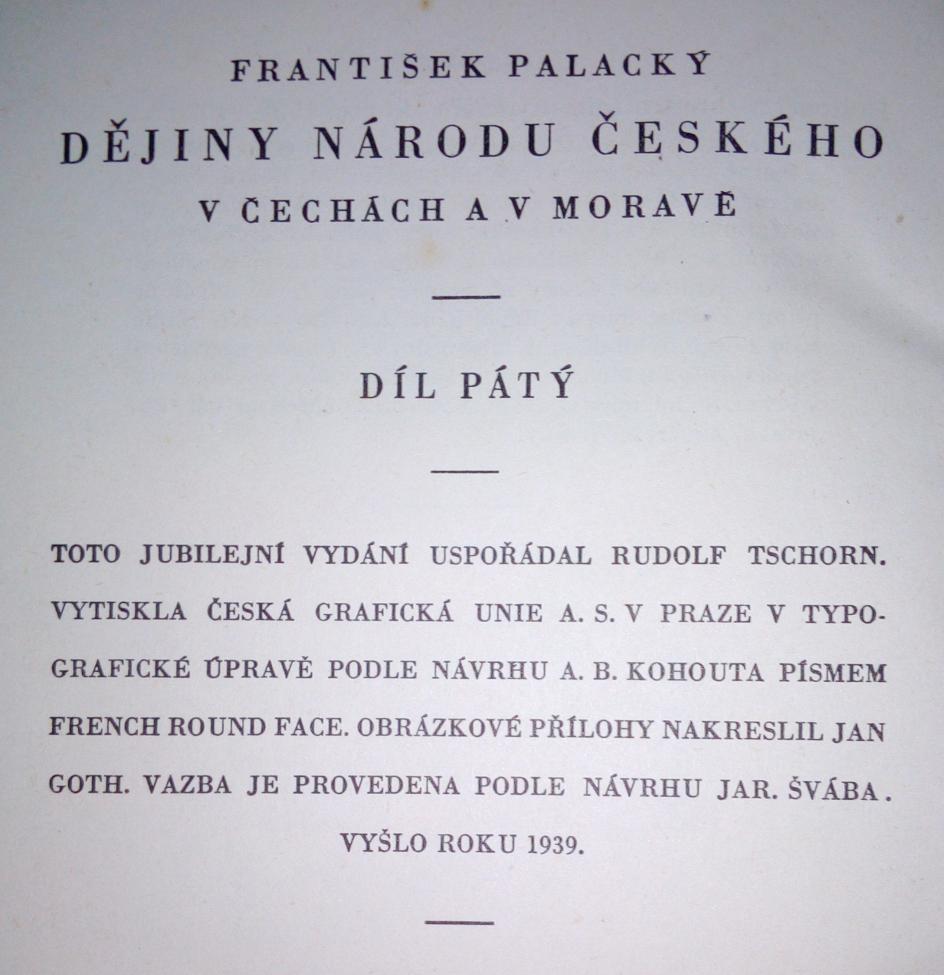 FRANTIŠEK PALACKÝ
DĚJINY NÁRODU ČESKÉHO
V ČECHÁCH A V MORAVĚ
DÍL PÁTÝ
TOTO JUBILEJNÍ VYDÁNÍ USPOŘÁDAL RUDOLF TSCHORN.
VYTISKLA ČESKÁ GRAFICKÁ UNIE A. S. V PRAZE V TYPO-
GRAFICKÉ ÚPRAVĚ PODLE NÁVRHU A. B. KOHOUTA PÍSMEM
FRENCH ROUND FACE. OBRÁZKOVÉ PŘÍLOHY NAKRESLIL JAN
GOTH. VAZBA JE PROVEDENA PODLE NÁVRHU JAR. ŠVÁBA.
VYŠLO ROKU 1939.